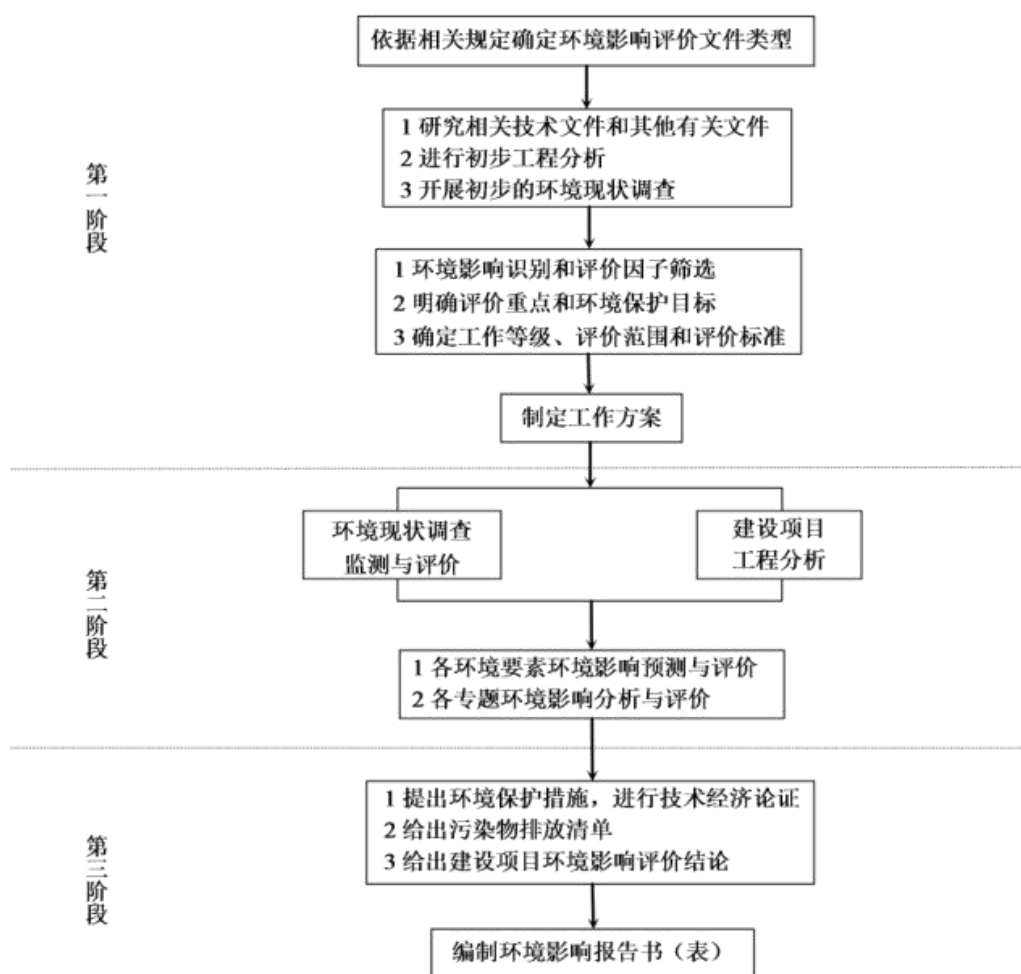 依据相关规定确定环境影响评价文件类型
1 研究相关技术文件和其他有关文件
2 进行初步工程分析
3 开展初步的环境现状调查
第一阶段
1 环境影响识别和评价因子筛选
2 明确评价重点和环境保护目标
3 确定工作等级、评价范围和评价标准
制定工作方案
环境现状调查
监测与评价
建设项目
工程分析
第二阶段
1 各环境要素环境影响预测与评价
2 各专题环境影响分析与评价
1 提出环境保护措施，进行技术经济论证
2 给出污染物排放清单
3 给出建设项目环境影响评价结论
第三阶段
编制环境影响报告书（表）